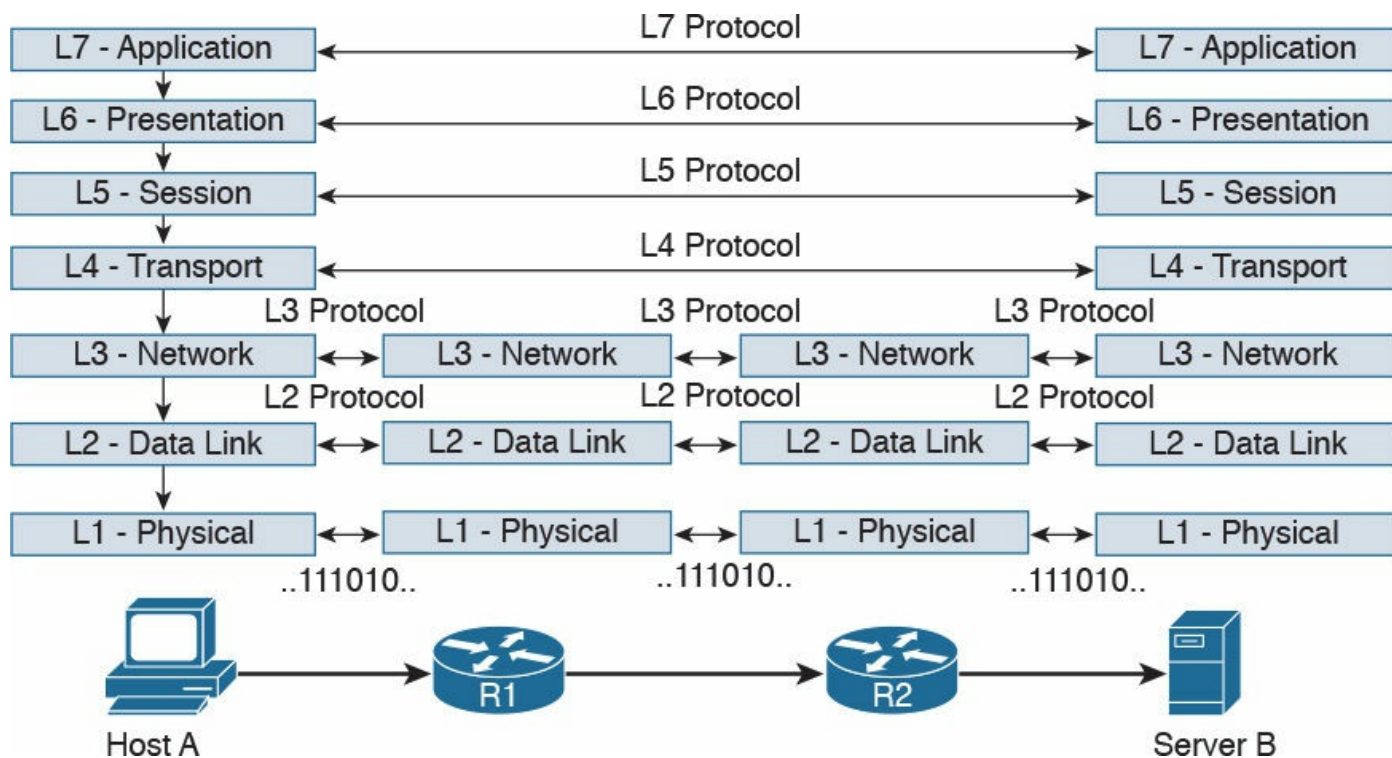 L7 Protocol
L7 - Application L7 - Application
L6 Protocol
L6 - Presentation L6 - Presentation
L5 Protocol
L5 - Session L5 - Session
L4 Protocol
L4 - Transport L4 - Transport
L3 Protocol L3 Protocol L3 Protocol
L3 - Network L3 - Network L3 - Network L3 - Network
L2 Protocol L2 Protocol L2 Protocol
L2 - Data Link L2 - Data Link L2 - Data Link L2 - Data Link
L1 - Physical L1 - Physical L1 - Physical L1 - Physical
..111010.. ..111010.. ..111010..
R1 R2
Host A Server B